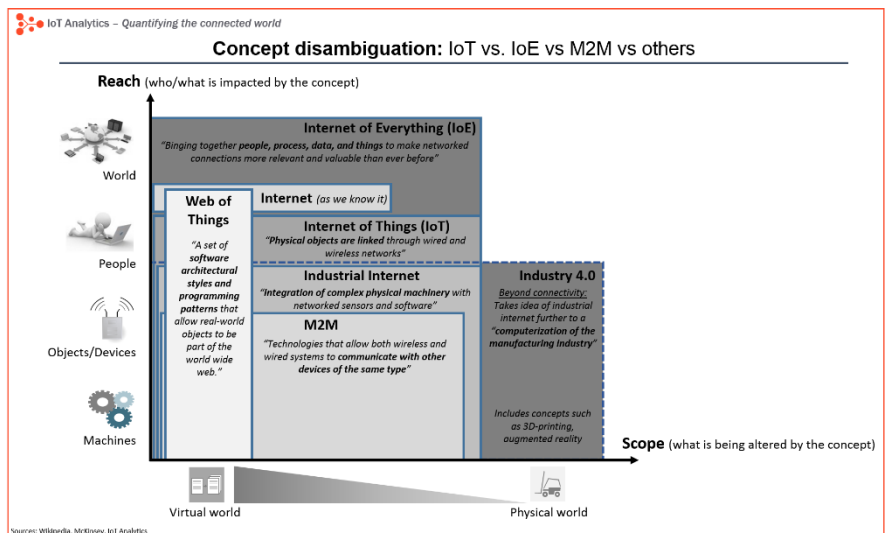 IoT Analytics – Quantifying the connected world
Concept disambiguation: IoT vs. IoE vs M2M vs others
Reach (who/what is impacted by the concept)
World
People
Objects/Devices
Machines
Internet of Everything (IoE)
“Binging together people, process, data, and things to make networked
connections more relevant and valuable than ever before”
Internet (as we know it)
Web of
Things
“A set of
software
architectural
styles and
programming
patterns that
allow real-world
objects to be
part of the
world wide
web.”
Internet of Things (IoT)
“Physical objects are linked through wired and
wireless networks”
Industrial Internet
“Integration of complex physical machinery with
networked sensors and software”
M2M
“Technologies that allow both wireless and
wired systems to communicate with other
devices of the same type”
Industry 4.0
Beyond connectivity:
Takes idea of industrial
internet further to a
“computerization of the
manufacturing industry”
Includes concepts such
as 3D-printing,
augmented reality
Scope (what is being altered by the concept)
Virtual world
Physical world
Sources: Wikipedia, McKinsey, IoT Analytics